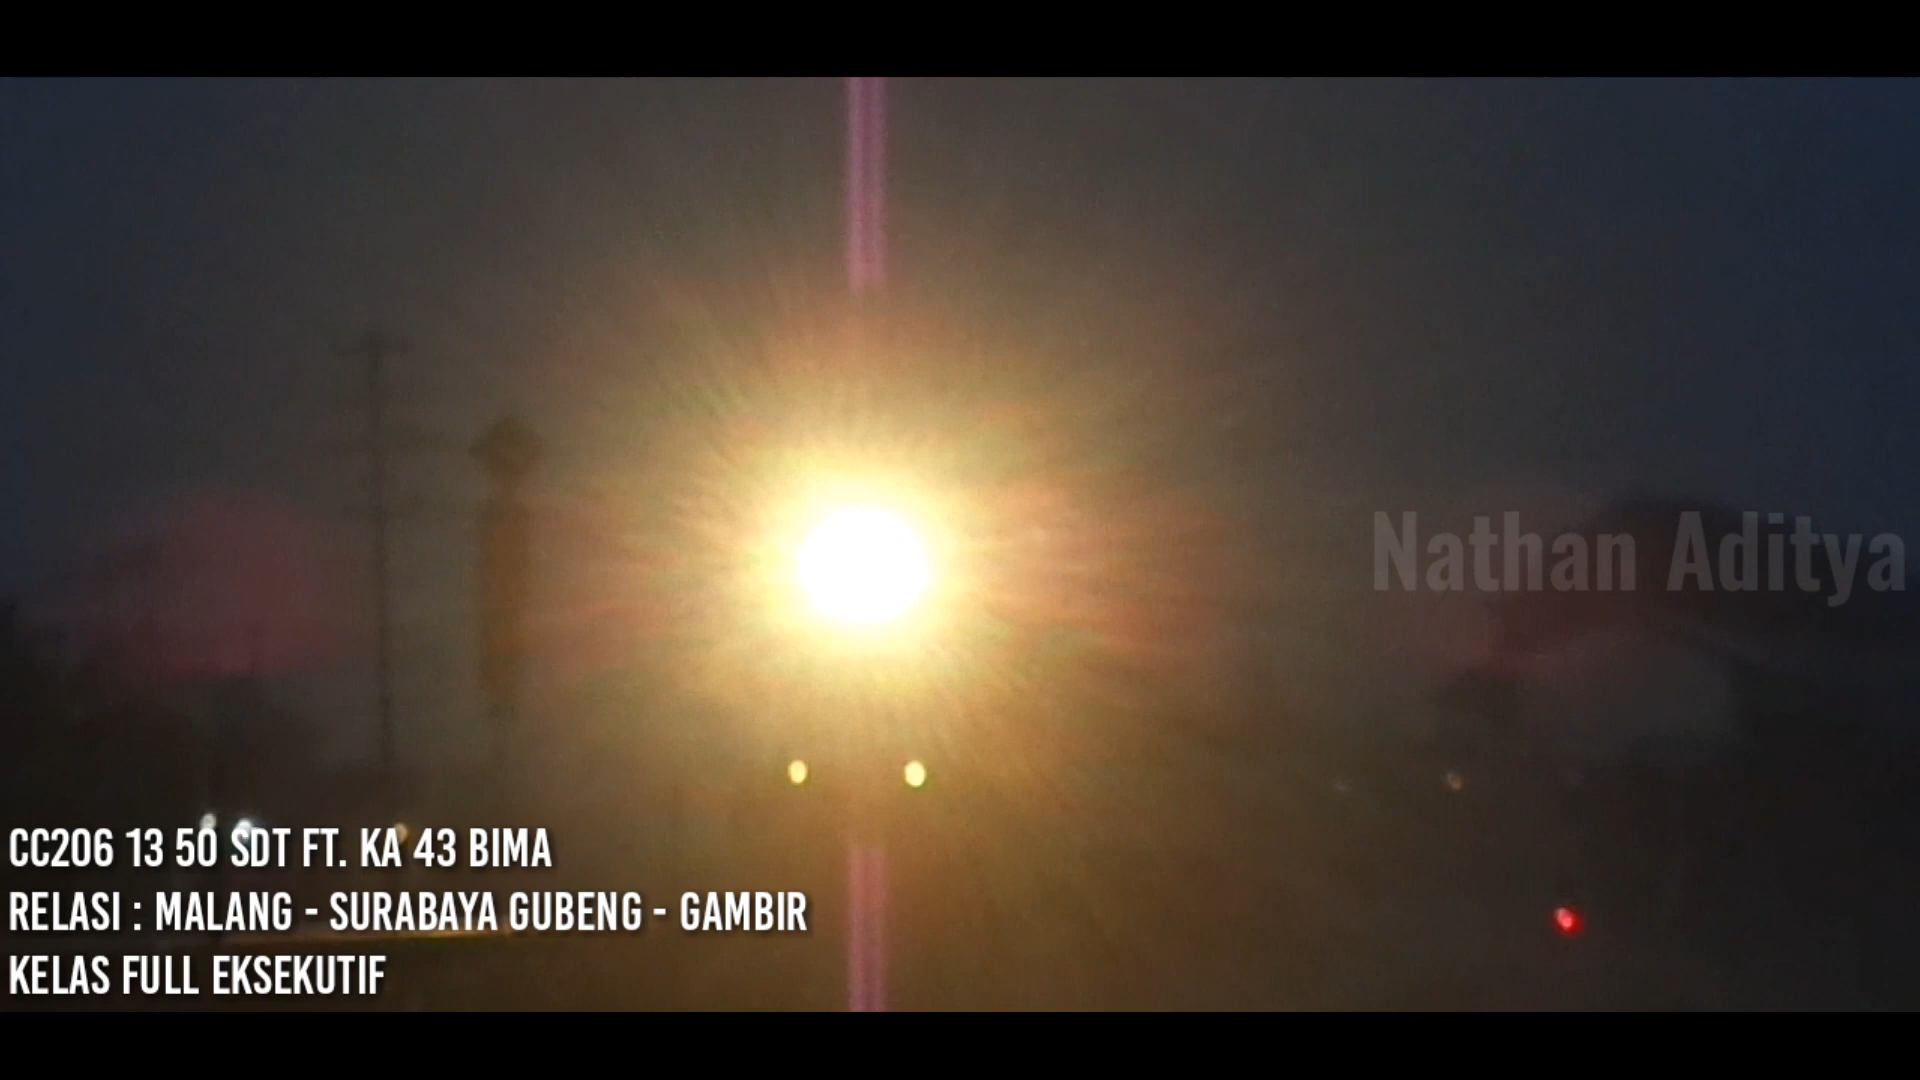 Nathan Aditya
CC206 13 50 SDT FT. KA 43 BIMA
RELASI : MALANG - SURABAYA GUBENG - GAMBIR
KELAS FULL EKSEKUTIF